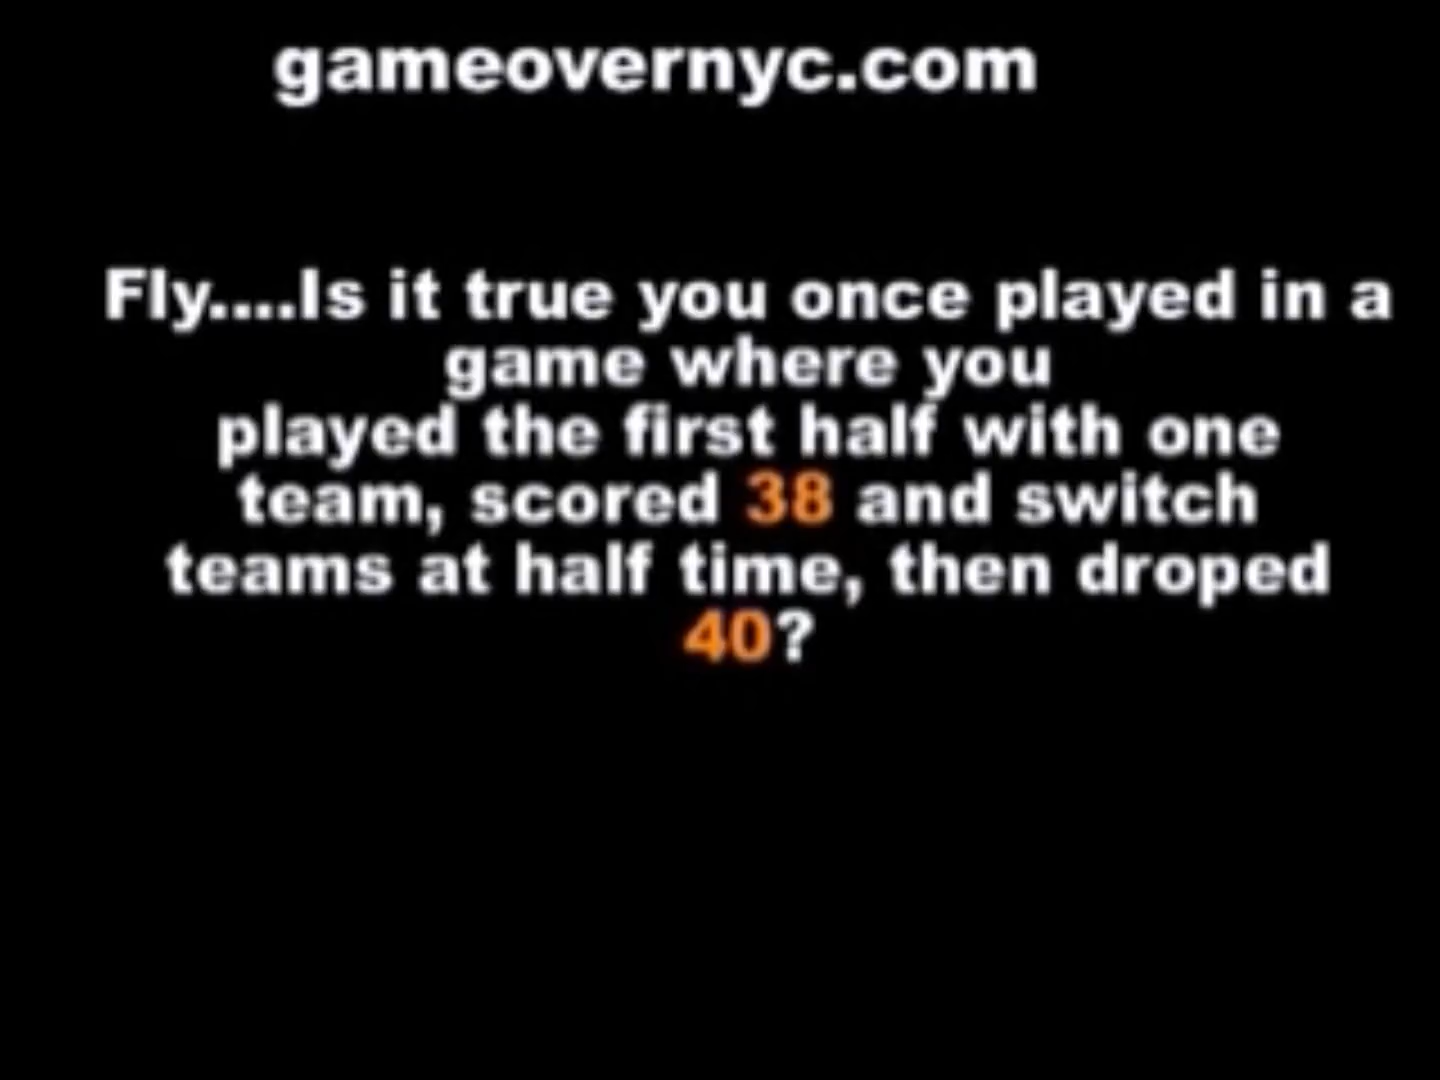 gameovernyc.com
Fly....Is it true you once played in a
game where you
played the first half with one
team, scored 38 and switch
teams at half time, then droped
40?